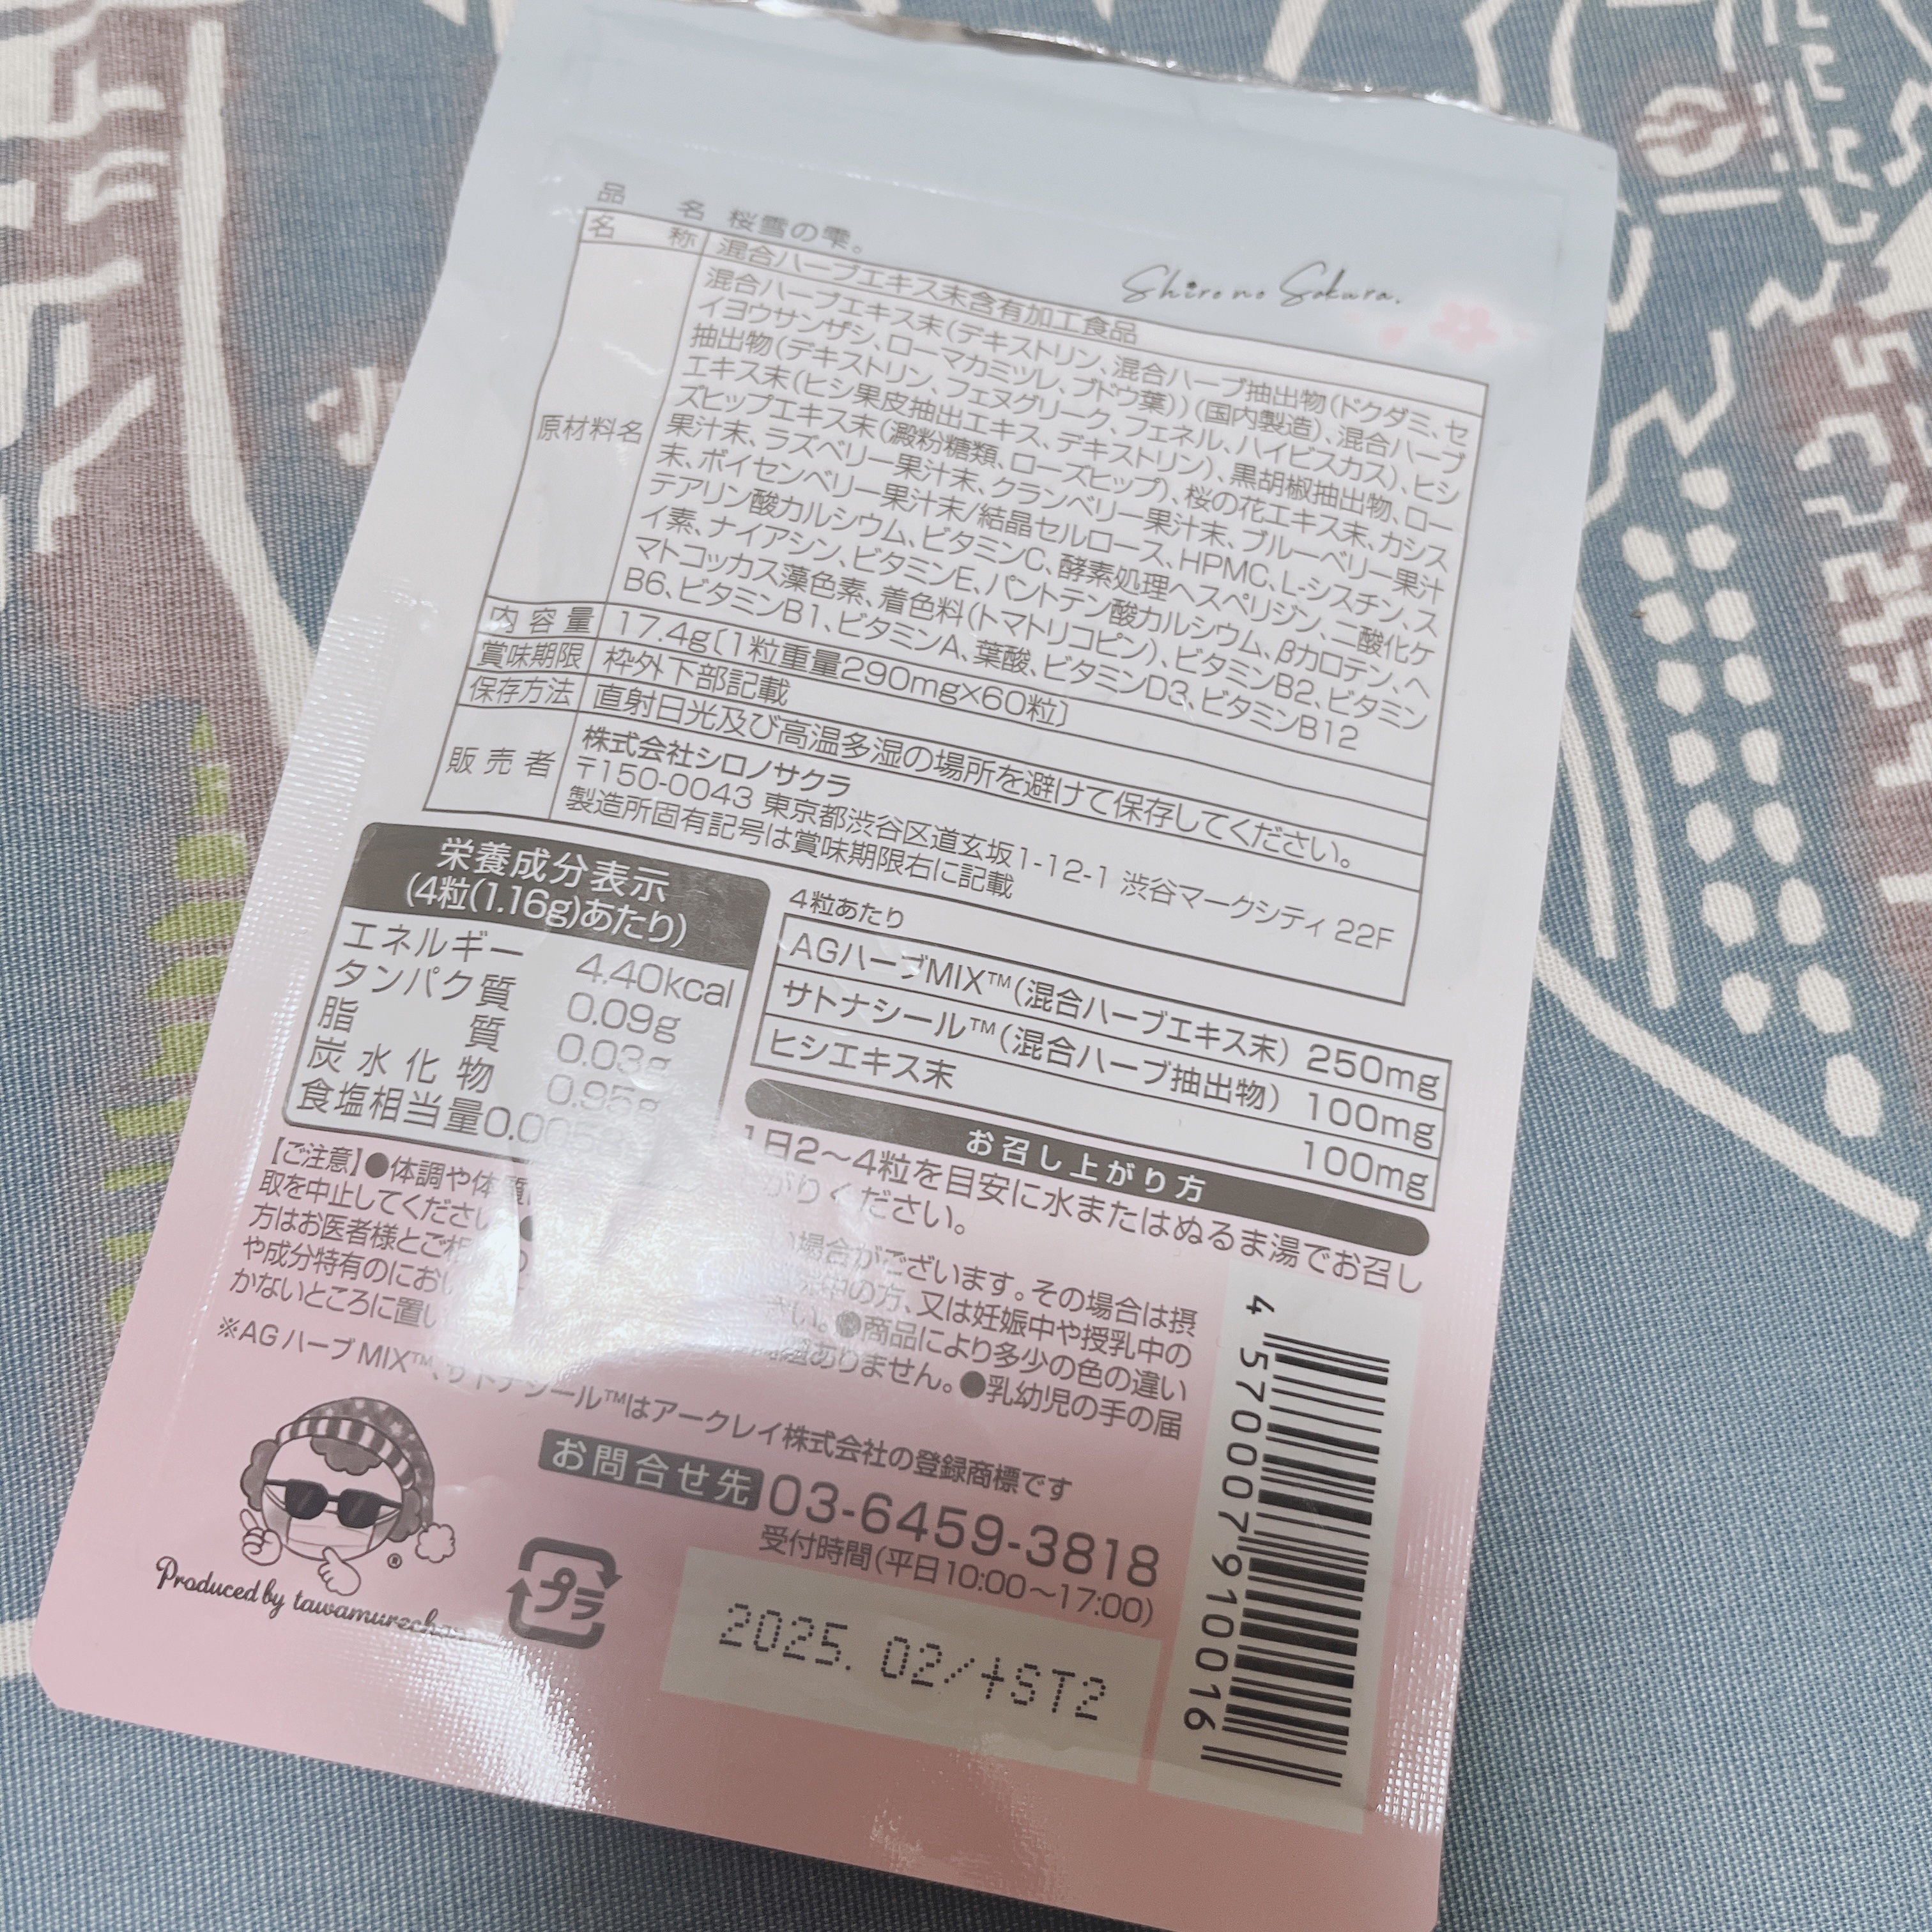 品名 桜雪の雫。
Shiro no Sakura.
名称 混合ハーブエキス末含有加工食品
原材料名
混合ハーブエキス末(デキストリン、混合ハーブ抽出物(ドクダミ、セ
イヨウサンザシ、ローマカミツレ、ブドウ葉))(国内製造)、混合ハーブ
抽出物(デキストリン、フェヌグリーク、フェネル、ハイビスカス)、ヒシ
エキス末(ヒシ果皮抽出エキス、デキストリン)、黒胡椒抽出物、ロー
ズヒップエキス末(澱粉糖類、ローズヒップ)、桜の花エキス末、カシス
果汁末、ラズベリー果汁末、クランベリー果汁末、ブルーベリー果汁
末、ボイセンベリー果汁末/結晶セルロース、HPMC、L-シスチン、ス
テアリン酸カルシウム、ビタミンC、酵素処理ヘスペリジン、二酸化ケ
イ素、ナイアシン、ビタミンE、パントテン酸カルシウム、βカロテン、ヘ
マトコッカス藻色素、着色料(トマトリコピン)、ビタミンB2、ビタミン
B6、ビタミンB1、ビタミンA、葉酸、ビタミンD3、ビタミンB12
内容量 17.4g〔1粒重量290mg×60粒〕
賞味期限 枠外下部記載
保存方法 直射日光及び高温多湿の場所を避けて保存してください。
販売者
株式会社シロノサクラ
〒150-0043 東京都渋谷区道玄坂1-12-1 渋谷マークシティ 22F
製造所固有記号は賞味期限右に記載
栄養成分表示
(4粒(1.16g)あたり)
エネルギー 4.40kcal
タンパク質 0.09g
脂質 0.03g
炭水化物 0.95g
食塩相当量0.00
4粒あたり
AGハーブMIX™(混合ハーブエキス末) 250mg
サトナシール™(混合ハーブ抽出物) 100mg
ヒシエキス末 100mg
お召し上がり方
1日2～4粒を目安に水またはぬるま湯でお召し
がりください。
【ご注意】●体調や体質 場合がございます。その場合は摂
取を中止してください 中の方、又は妊娠中や授乳中の
方はお医者様とご相 さい。●商品により多少の色の違い
や成分特有のにおい ありません。●乳幼児の手の届
かないところに置い
※AGハーブMIX™、サトナシール™はアークレイ株式会社の登録商標です
お問合せ先 03-6459-3818
受付時間(平日10:00～17:00)
Produced by
プラ
2025. 02/+ST2
4 570007 910016